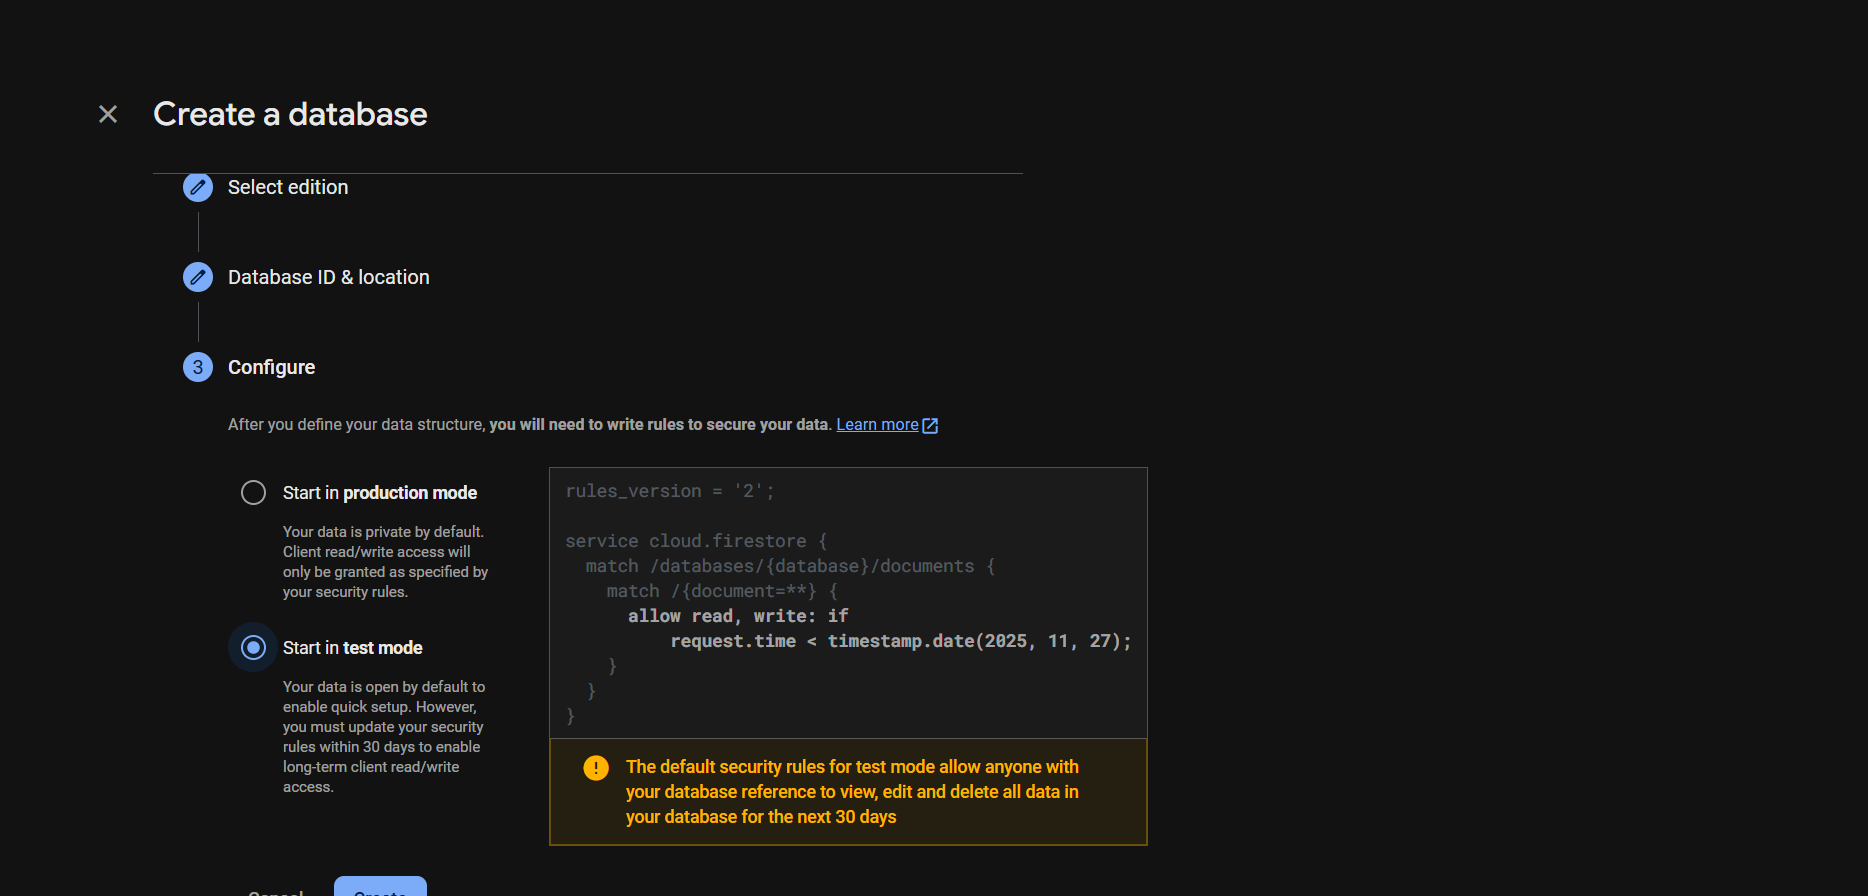 Create a database
Select edition
Database ID & location
3 Configure
After you define your data structure, you will need to write rules to secure your data. Learn more
Start in production mode
Your data is private by default.
Client read/write access will
only be granted as specified by
your security rules.
Start in test mode
Your data is open by default to
enable quick setup. However,
you must update your security
rules within 30 days to enable
long-term client read/write
access.
rules_version = '2';
service cloud.firestore {
match /databases/{database}/documents {
match /{document=**} {
allow read, write: if
request.time < timestamp.date(2025, 11, 27);
}
}
}
! The default security rules for test mode allow anyone with
your database reference to view, edit and delete all data in
your database for the next 30 days
Cancel Create